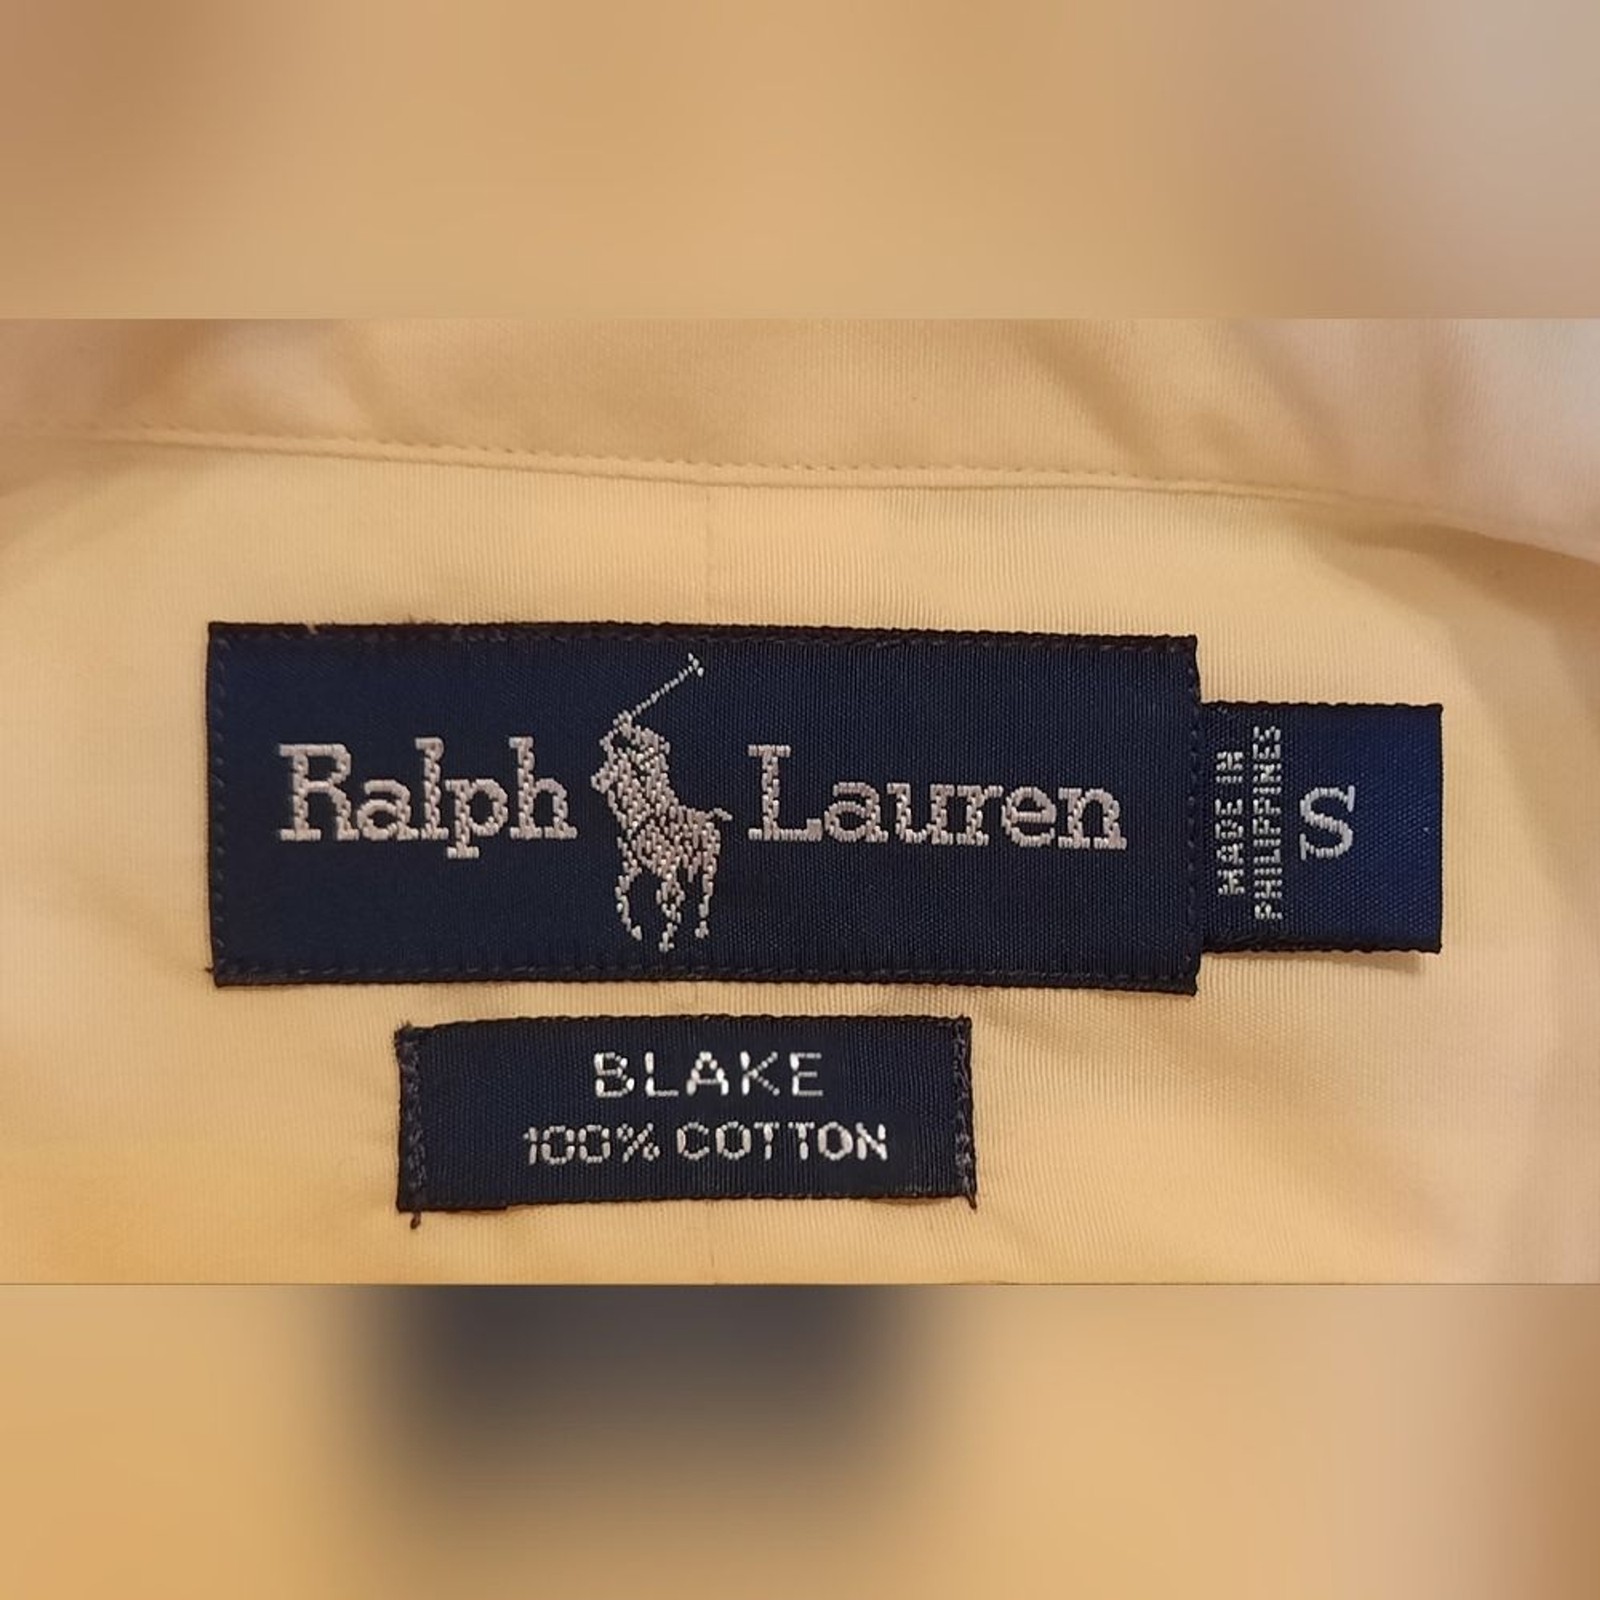 Ralph Lauren
MADE IN
PHILIPPINES
S
BLAKE
100% COTTON